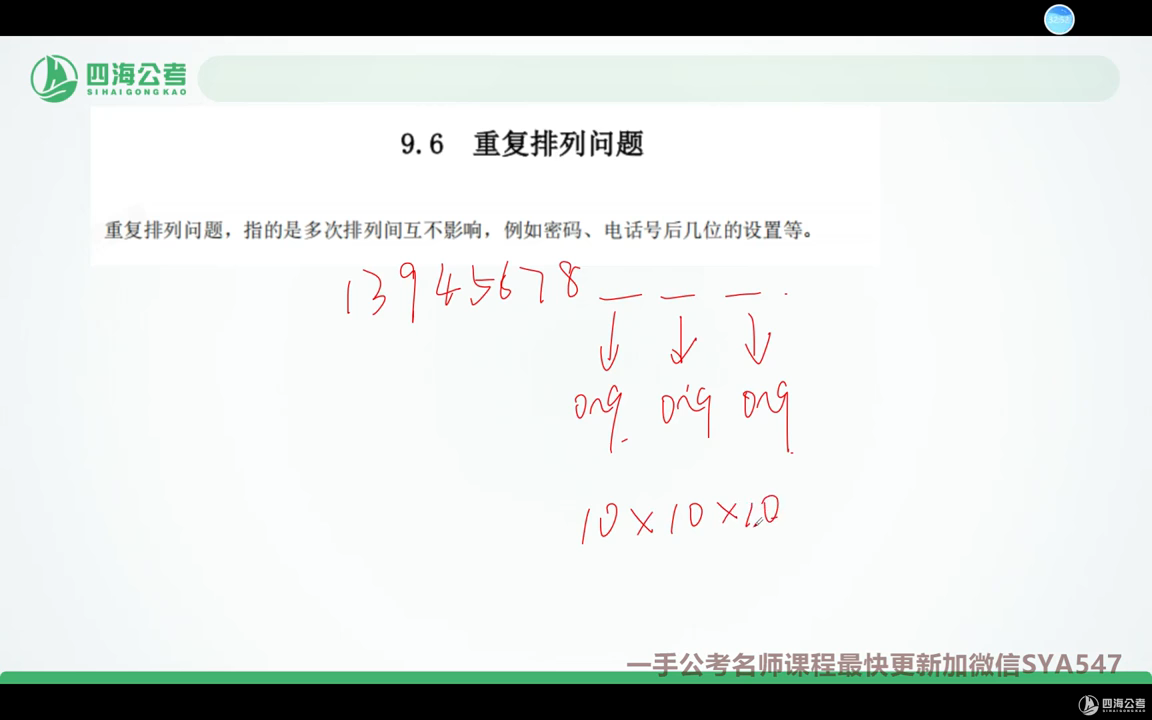 四海公考
SIHAIGONGKAO
9.6 重复排列问题
重复排列问题，指的是多次排列间互不影响，例如密码、电话号后几位的设置等。
13945678 _ _ _ .
0~9 0~9 0~9
10×10×10
一手公考名师课程最快更新加微信SYA547
四海公考